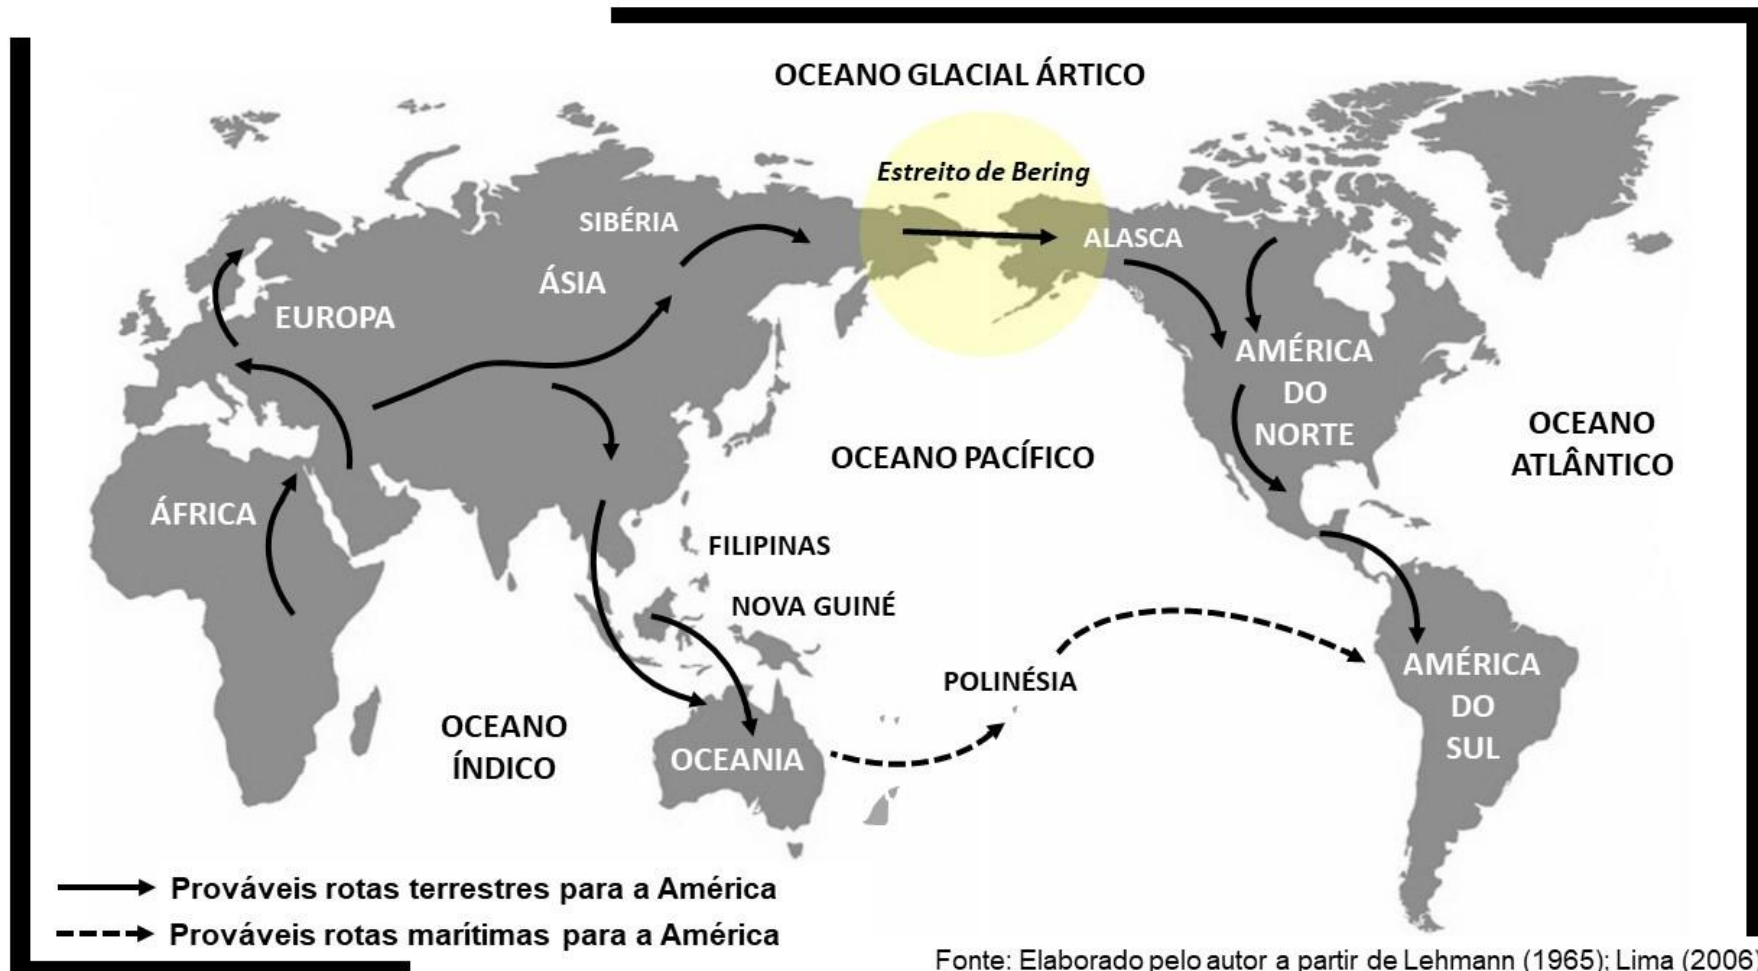 OCEANO GLACIAL ÁRTICO
Estreito de Bering
SIBÉRIA
ALASCA
ÁSIA
EUROPA
AMÉRICA
DO
NORTE
OCEANO
ATLÂNTICO
OCEANO PACÍFICO
ÁFRICA
FILIPINAS
NOVA GUINÉ
POLINÉSIA
AMÉRICA
DO
SUL
OCEANO
ÍNDICO
OCEANIA
Prováveis rotas terrestres para a América
Prováveis rotas marítimas para a América
Fonte: Elaborado pelo autor a partir de Lehmann (1965); Lima (2006)